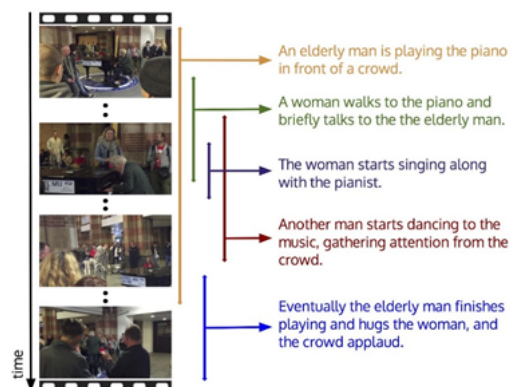 An elderly man is playing the piano
in front of a crowd.
A woman walks to the piano and
briefly talks to the the elderly man.
The woman starts singing along
with the pianist.
Another man starts dancing to the
music, gathering attention from the
crowd.
Eventually the elderly man finishes
playing and hugs the woman, and
the crowd applaud.
time